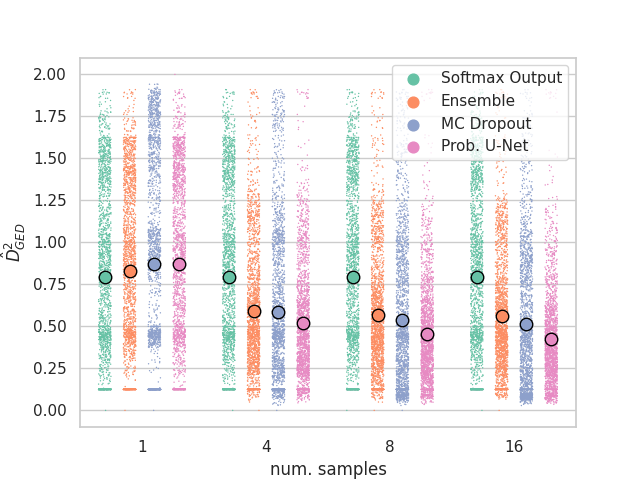 2.00
1.75
1.50
1.25
1.00
0.75
0.50
0.25
0.00
D̂²_GED
Softmax Output
Ensemble
MC Dropout
Prob. U-Net
1 4 8 16
num. samples